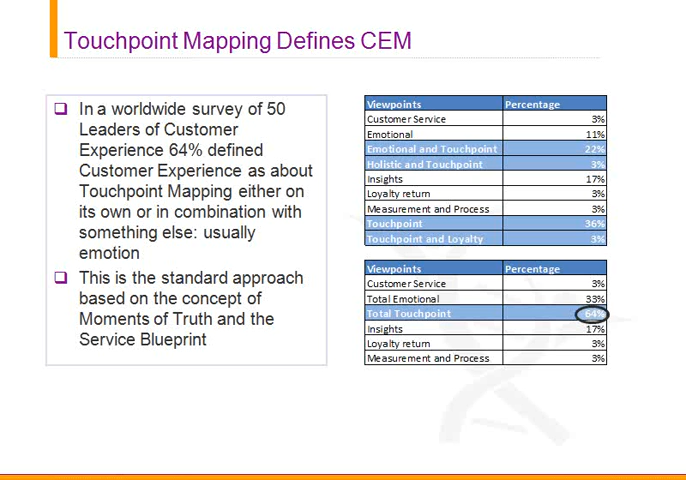 Touchpoint Mapping Defines CEM
In a worldwide survey of 50
Leaders of Customer
Experience 64% defined
Customer Experience as about
Touchpoint Mapping either on
its own or in combination with
something else: usually
emotion
This is the standard approach
based on the concept of
Moments of Truth and the
Service Blueprint
Viewpoints Percentage
Customer Service 3%
Emotional 11%
Emotional and Touchpoint 22%
Holistic and Touchpoint 3%
Insights 17%
Loyalty return 3%
Measurement and Process 3%
Touchpoint 36%
Touchpoint and Loyalty 3%
Viewpoints Percentage
Customer Service 3%
Total Emotional 33%
Total Touchpoint 64%
Insights 17%
Loyalty return 3%
Measurement and Process 3%